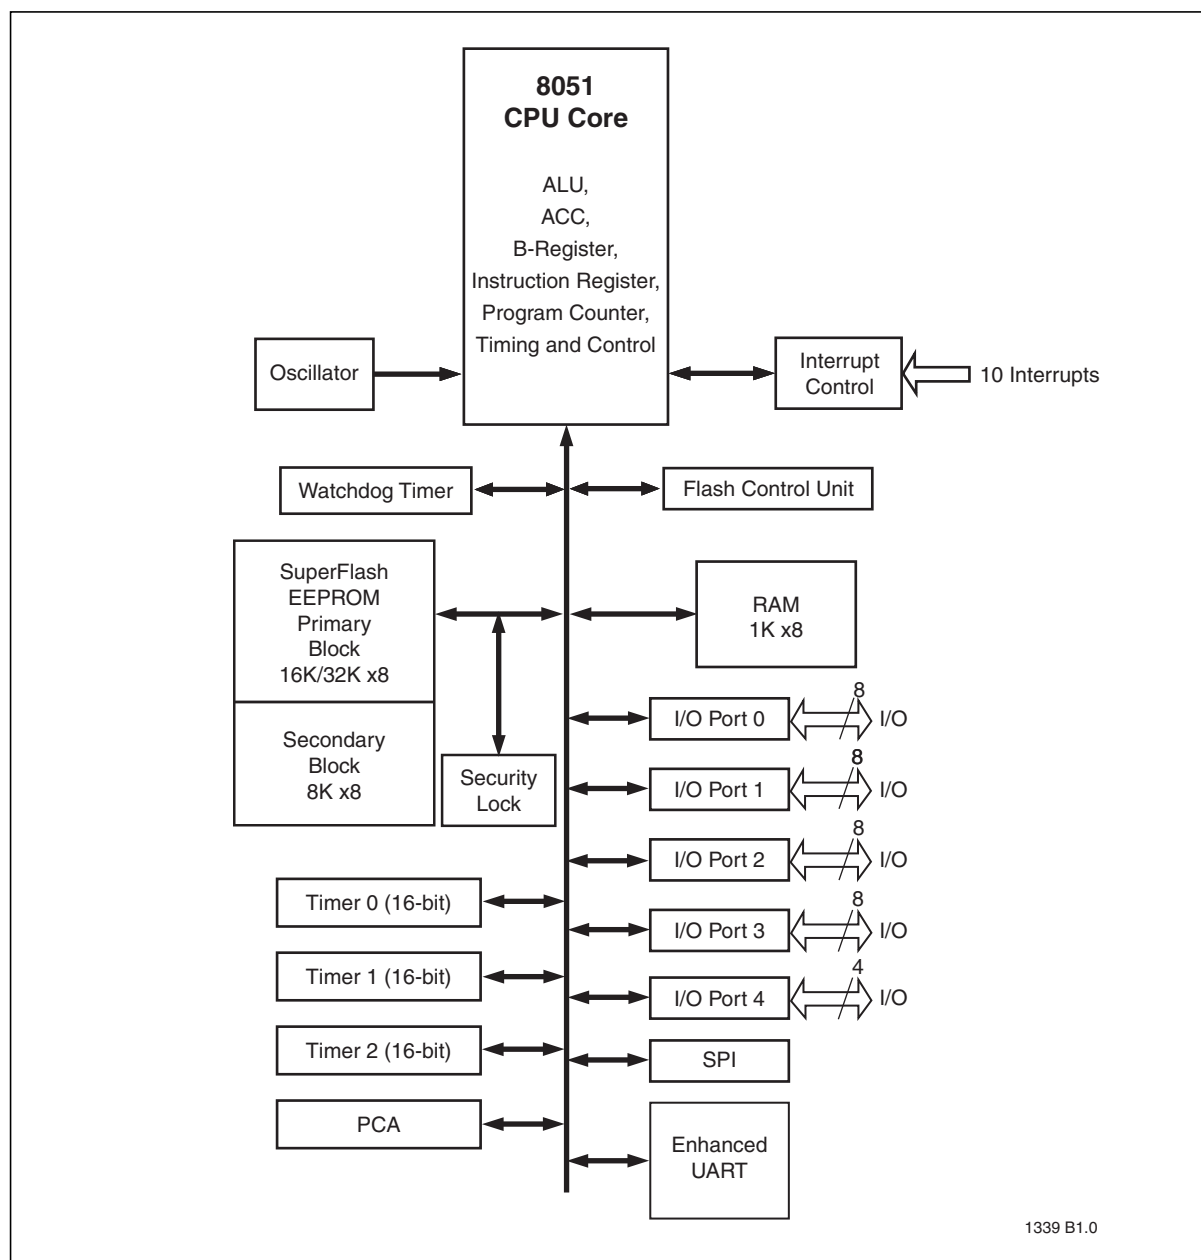 8051
CPU Core
ALU,
ACC,
B-Register,
Instruction Register,
Program Counter,
Timing and Control
Oscillator
Interrupt
Control
10 Interrupts
Watchdog Timer
Flash Control Unit
SuperFlash
EEPROM
Primary
Block
16K/32K x8
RAM
1K x8
Secondary
Block
8K x8
Security
Lock
8
I/O Port 0
I/O
8
I/O Port 1
I/O
8
I/O Port 2
I/O
8
I/O Port 3
I/O
4
I/O Port 4
I/O
Timer 0 (16-bit)
Timer 1 (16-bit)
Timer 2 (16-bit)
SPI
PCA
Enhanced
UART
1339 B1.0